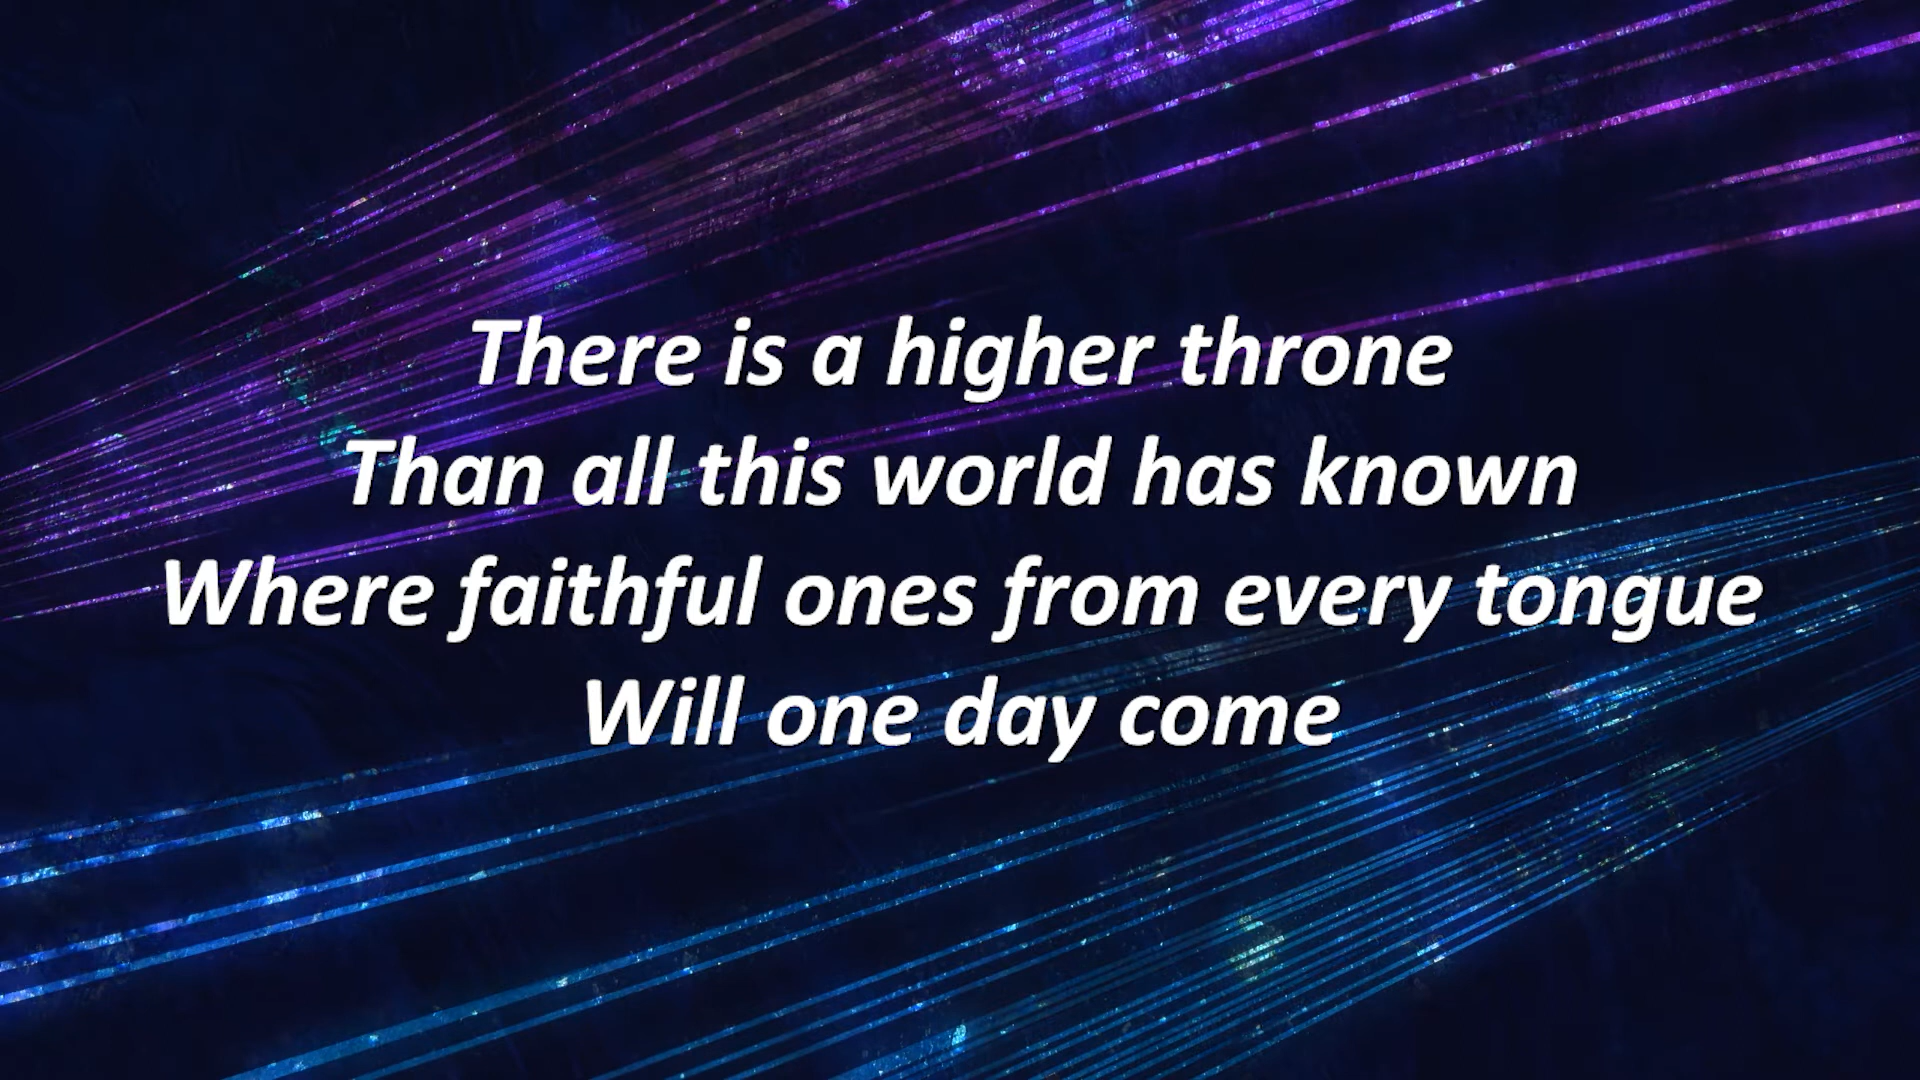 There is a higher throne
Than all this world has known
Where faithful ones from every tongue
Will one day come